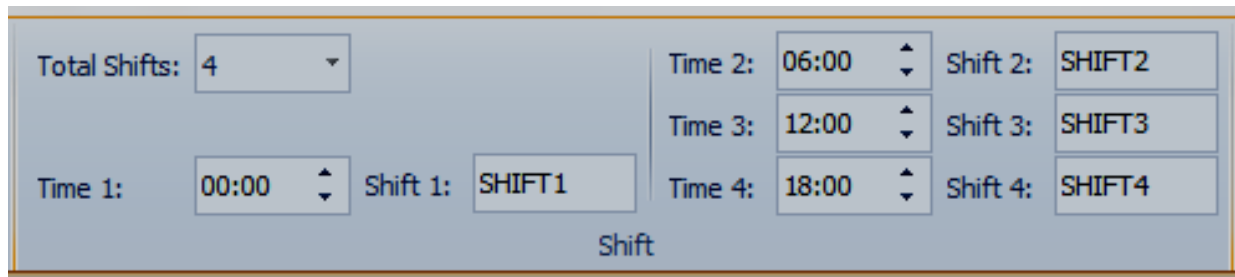 Total Shifts: 4
Time 1: 00:00 Shift 1: SHIFT1
Time 2: 06:00 Shift 2: SHIFT2
Time 3: 12:00 Shift 3: SHIFT3
Time 4: 18:00 Shift 4: SHIFT4
Shift